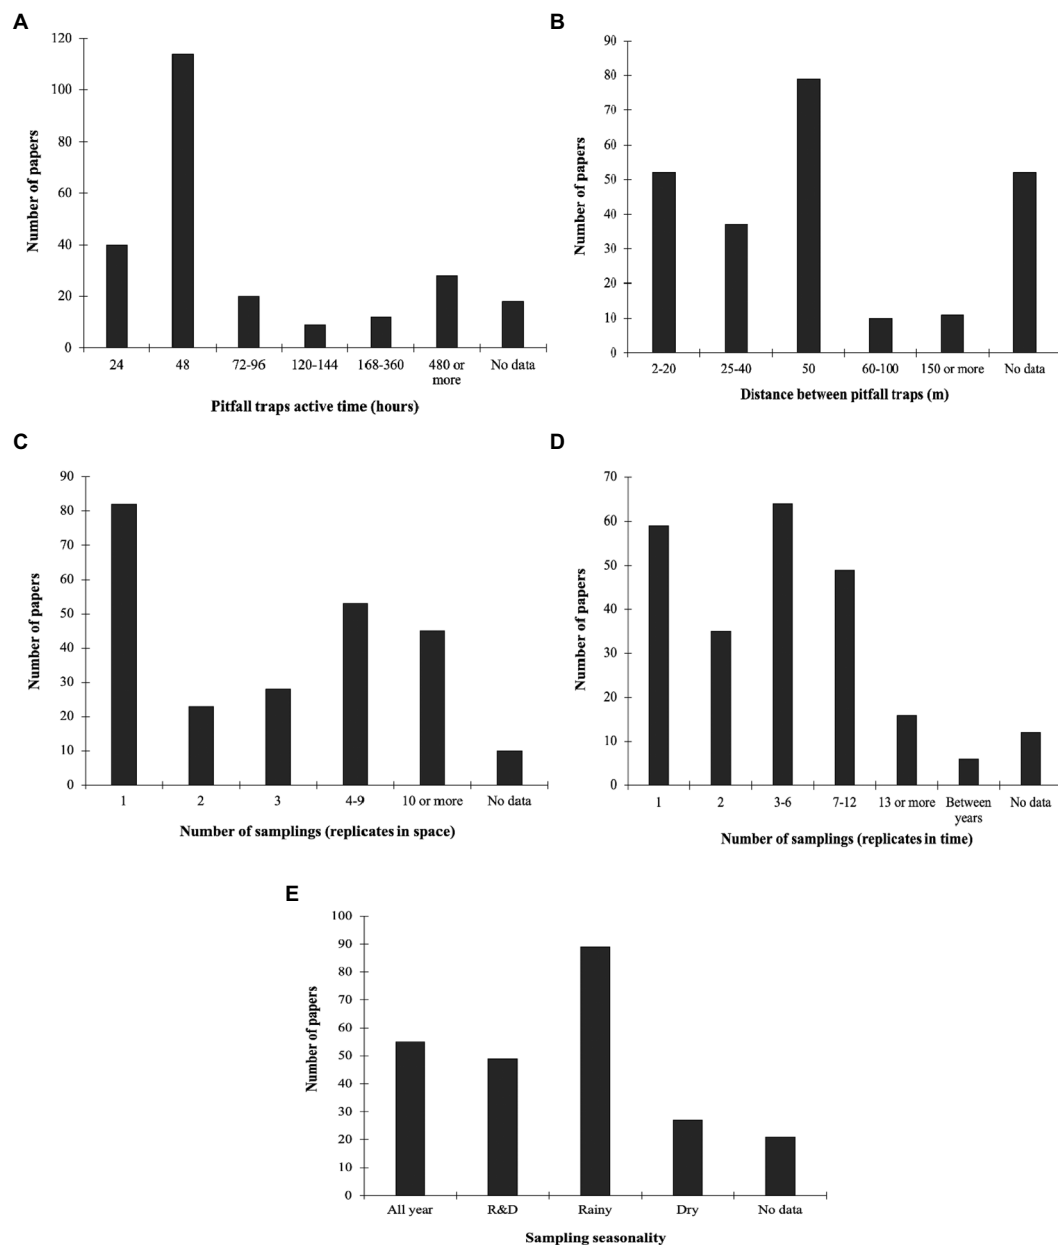 A
Number of papers
120
100
80
60
40
20
0
24
48
72-96
120-144
168-360
480 or
more
No data
Pitfall traps active time (hours)
B
Number of papers
90
80
70
60
50
40
30
20
10
0
2-20
25-40
50
60-100
150 or more
No data
Distance between pitfall traps (m)
C
Number of papers
90
80
70
60
50
40
30
20
10
0
1
2
3
4-9
10 or more
No data
Number of samplings (replicates in space)
D
Number of papers
70
60
50
40
30
20
10
0
1
2
3-6
7-12
13 or more
Between
years
No data
Number of samplings (replicates in time)
E
Number of papers
100
90
80
70
60
50
40
30
20
10
0
All year
R&D
Rainy
Dry
No data
Sampling seasonality